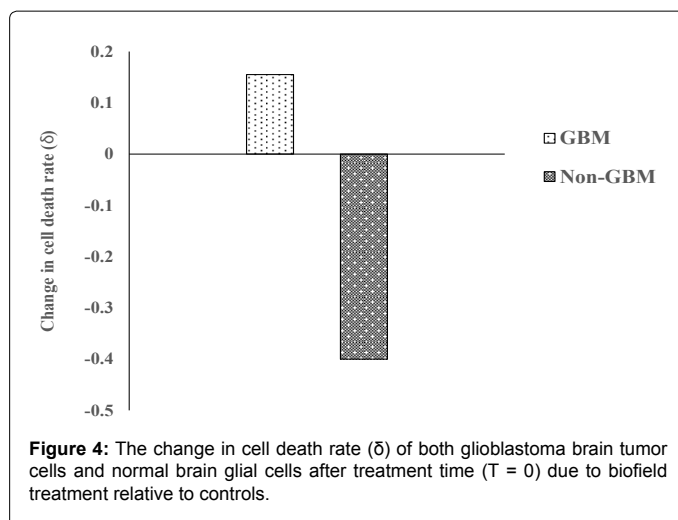 0.2
0.1
0
-0.1
-0.2
-0.3
-0.4
-0.5
Change in cell death rate (δ)
GBM
Non-GBM
Figure 4: The change in cell death rate (δ) of both glioblastoma brain tumor
cells and normal brain glial cells after treatment time (T = 0) due to biofield
treatment relative to controls.